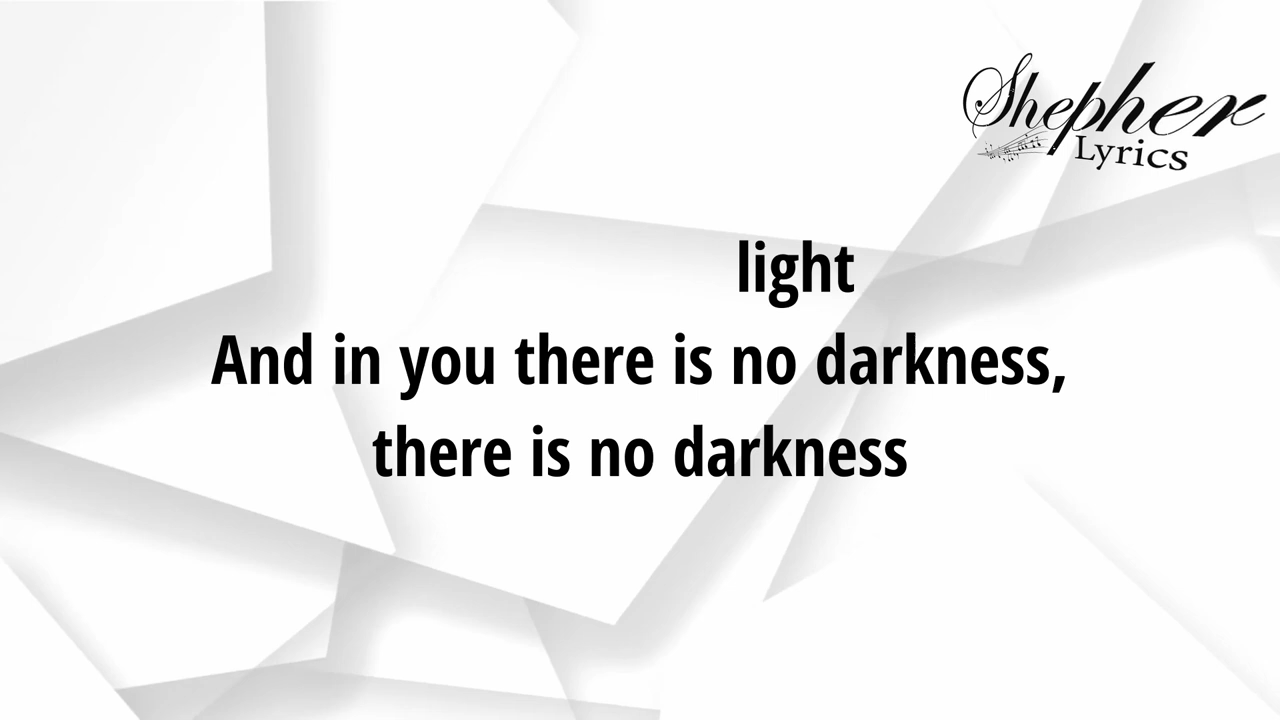 Shepher
Lyrics
light
And in you there is no darkness,
there is no darkness